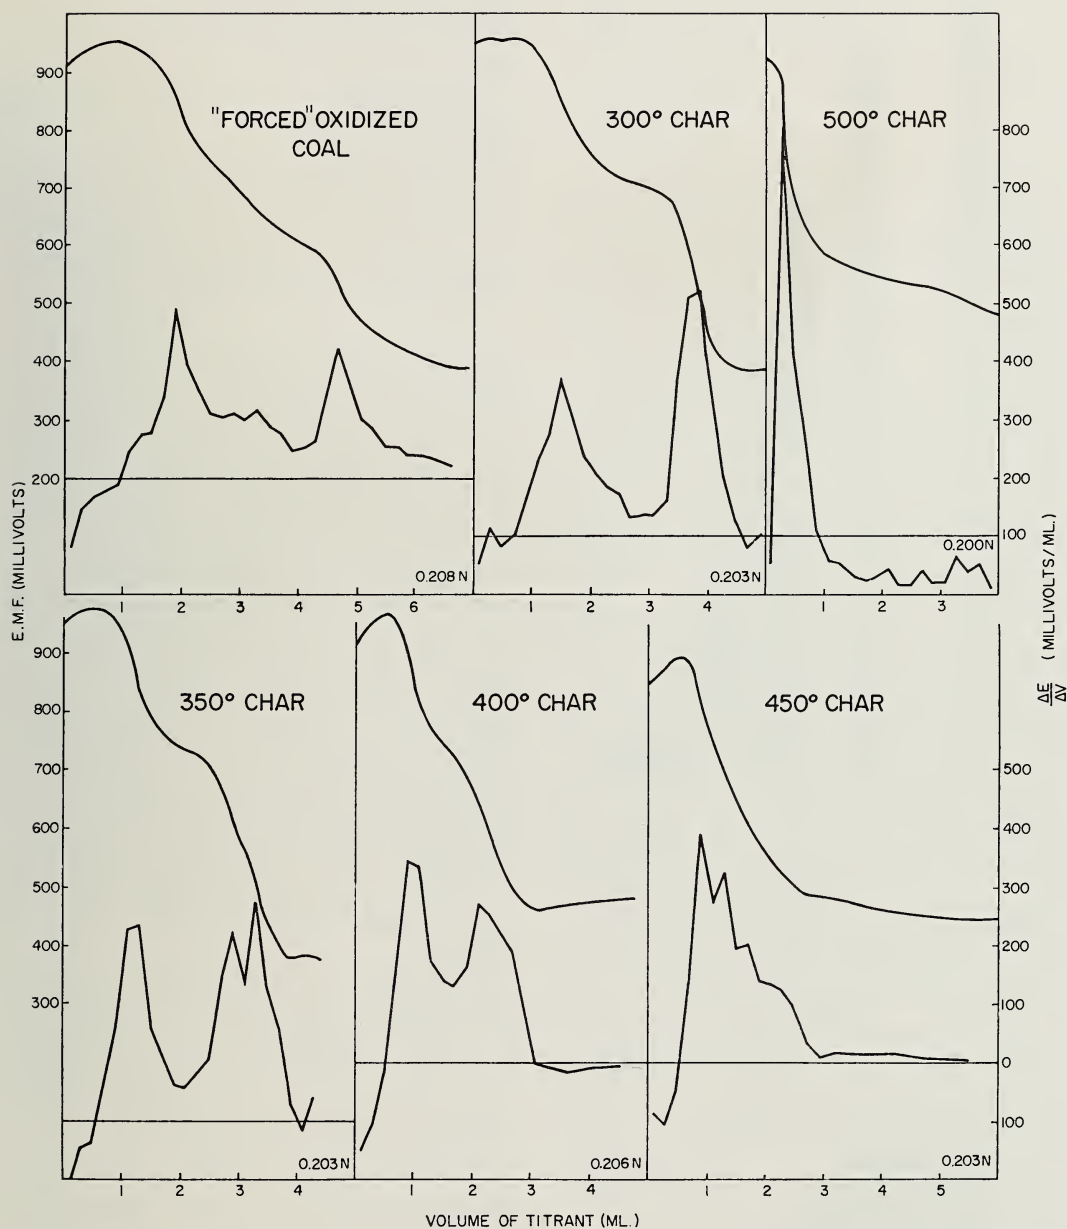 900
800
700
600
500
400
300
200
"FORCED" OXIDIZED
COAL
0.208 N
1 2 3 4 5 6
300° CHAR
0.203 N
1 2 3 4
500° CHAR
0.200N
1 2 3
800
700
600
500
400
300
200
100
E.M.F. (MILLIVOLTS)
ΔE/ΔV (MILLIVOLTS/ML.)
900
800
700
600
500
400
300
350° CHAR
0.203 N
1 2 3 4
400° CHAR
0.206 N
1 2 3 4
450° CHAR
0.203 N
1 2 3 4 5
500
400
300
200
100
0
100
VOLUME OF TITRANT (ML.)